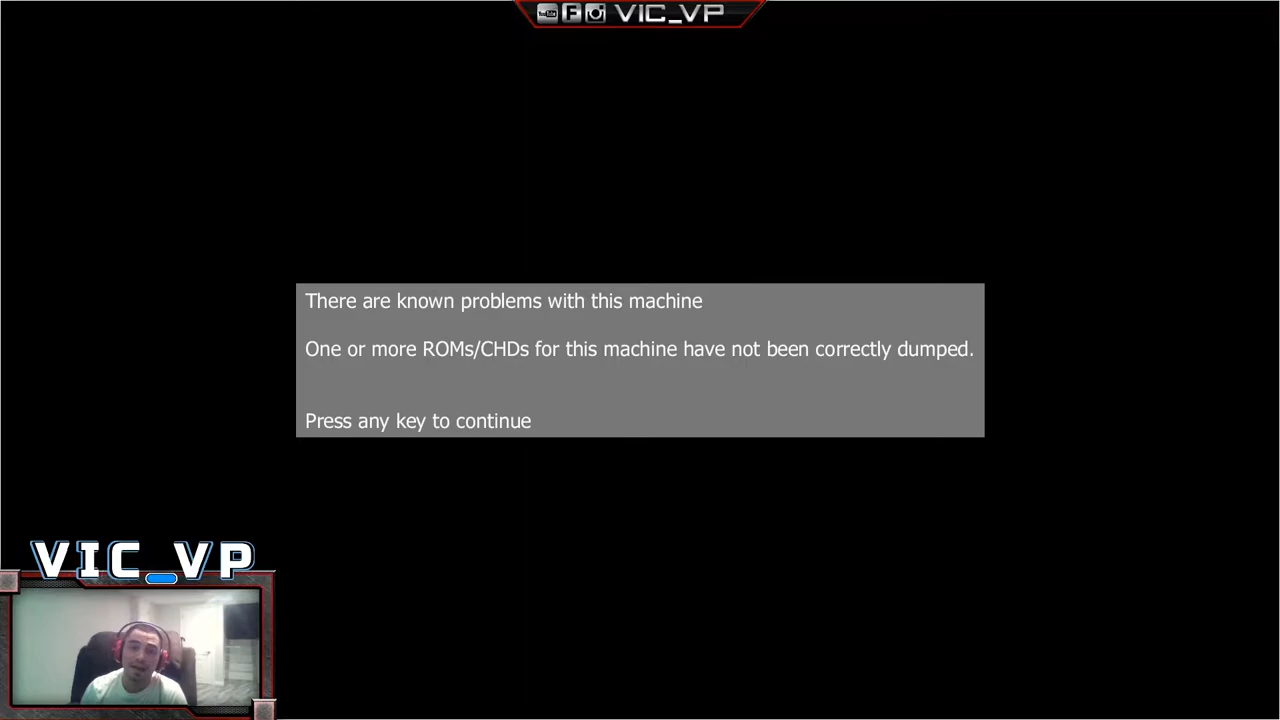 VIC_VP
There are known problems with this machine
One or more ROMs/CHDs for this machine have not been correctly dumped.
Press any key to continue
VIC_VP